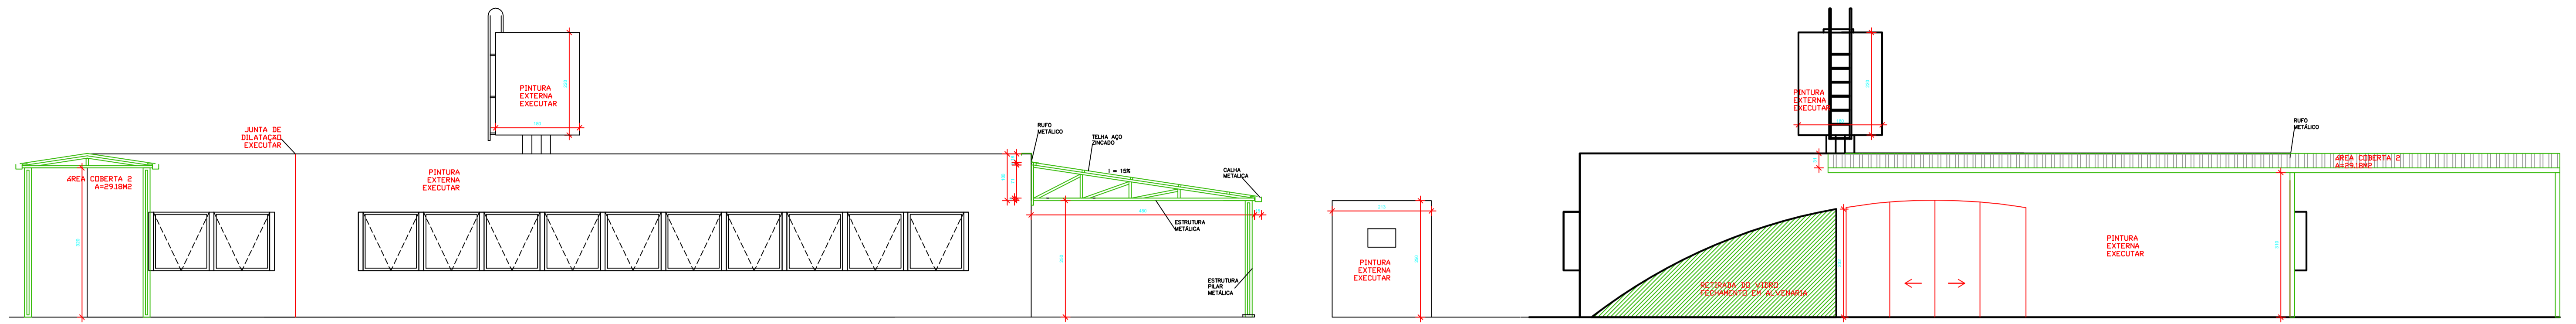 PINTURA
EXTERNA
EXECUTAR
JUNTA DE
DILATAÇÃO
EXECUTAR
ÁREA COBERTA 2
A=29.18M2
PINTURA
EXTERNA
EXECUTAR
RUFO
METÁLICO
TELHA AÇO
ZINCADO
I = 15%
CALHA
METÁLICA
ESTRUTURA
METÁLICA
ESTRUTURA
PILAR
METÁLICA
PINTURA
EXTERNA
EXECUTAR
PINTURA
EXTERNA
EXECUTAR
RUFO
METÁLICO
ÁREA COBERTA 2
A=29.18M2
PINTURA
EXTERNA
EXECUTAR
RETIRADA DO VIDRO
FECHAMENTO EM ALVENARIA